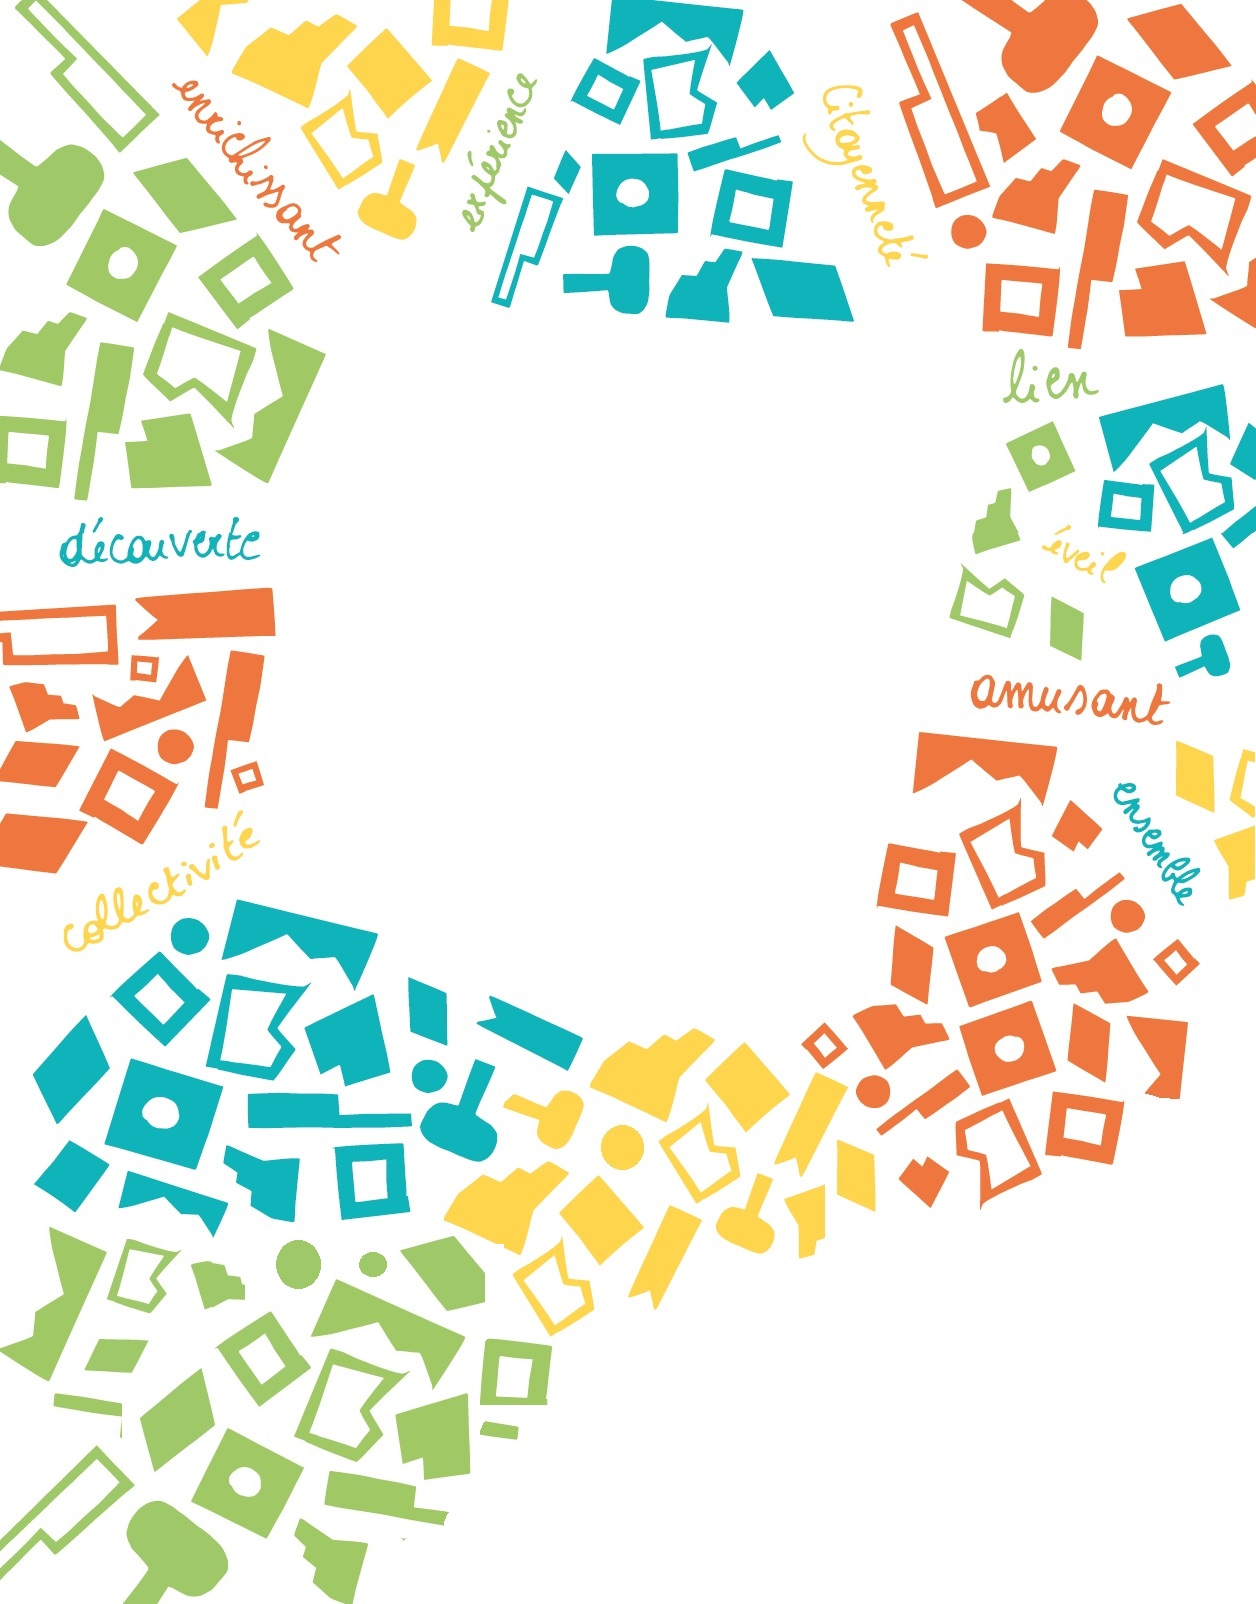 enrichissant
expérience
Citoyenneté
lien
découverte
éveil
amusant
ensemble
collectivité